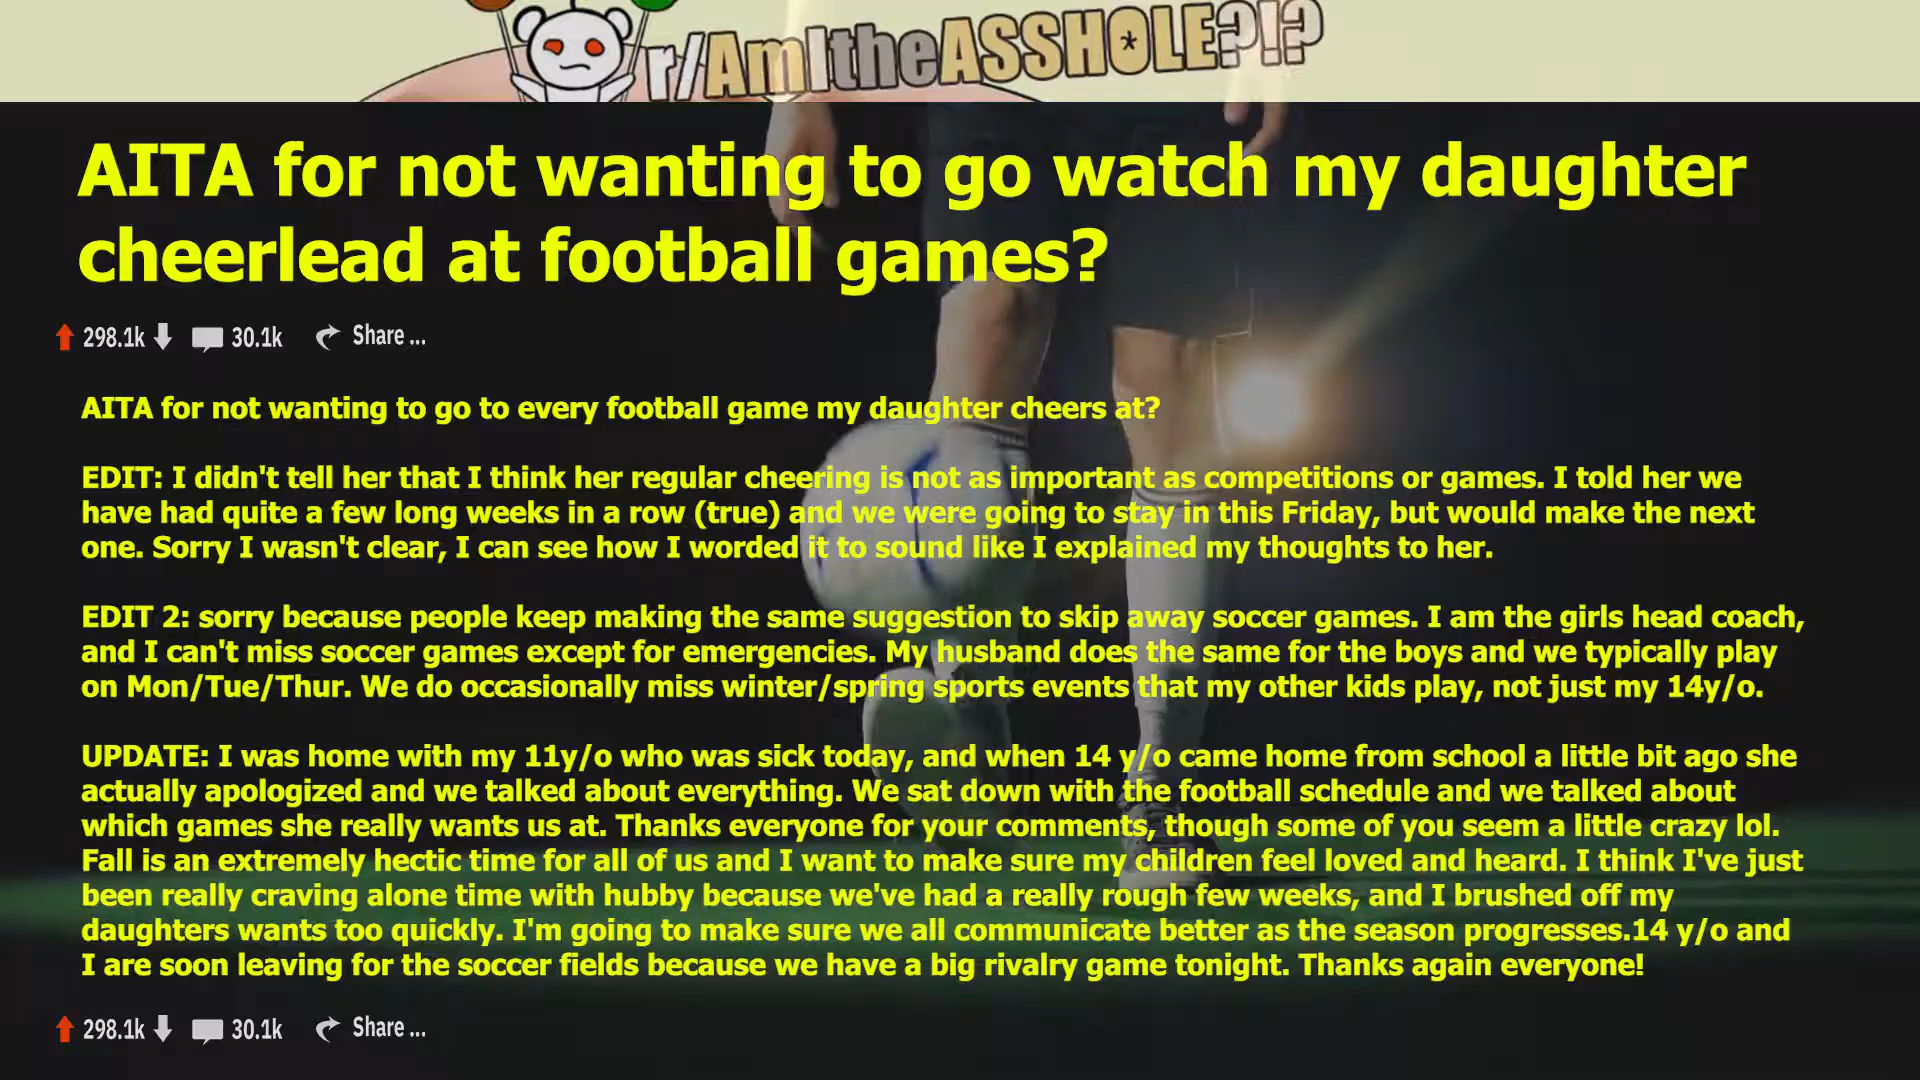 r/AmItheASSH*LE?!?
AITA for not wanting to go watch my daughter
cheerlead at football games?
298.1k 30.1k Share ...
AITA for not wanting to go to every football game my daughter cheers at?
EDIT: I didn't tell her that I think her regular cheering is not as important as competitions or games. I told her we
have had quite a few long weeks in a row (true) and we were going to stay in this Friday, but would make the next
one. Sorry I wasn't clear, I can see how I worded it to sound like I explained my thoughts to her.
EDIT 2: sorry because people keep making the same suggestion to skip away soccer games. I am the girls head coach,
and I can't miss soccer games except for emergencies. My husband does the same for the boys and we typically play
on Mon/Tue/Thur. We do occasionally miss winter/spring sports events that my other kids play, not just my 14y/o.
UPDATE: I was home with my 11y/o who was sick today, and when 14 y/o came home from school a little bit ago she
actually apologized and we talked about everything. We sat down with the football schedule and we talked about
which games she really wants us at. Thanks everyone for your comments, though some of you seem a little crazy lol.
Fall is an extremely hectic time for all of us and I want to make sure my children feel loved and heard. I think I've just
been really craving alone time with hubby because we've had a really rough few weeks, and I brushed off my
daughters wants too quickly. I'm going to make sure we all communicate better as the season progresses.14 y/o and
I are soon leaving for the soccer fields because we have a big rivalry game tonight. Thanks again everyone!
298.1k 30.1k Share ...